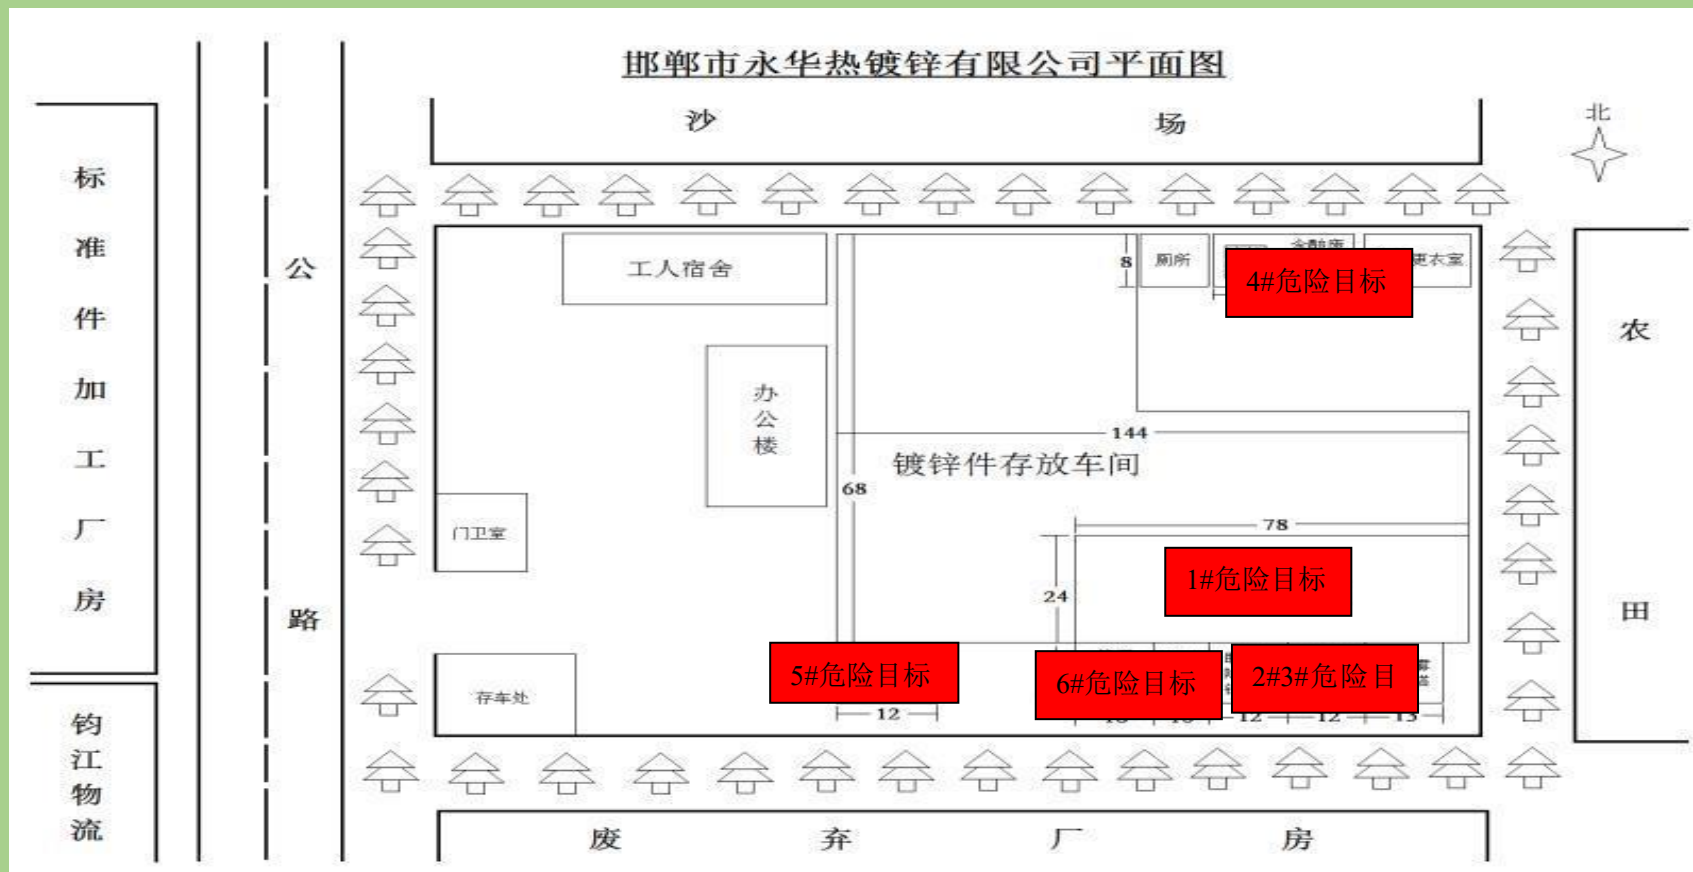 邯郸市永华热镀锌有限公司平面图
沙场
北
标准件加工厂房
公路
工人宿舍
8
厕所
更衣室
4#危险目标
农田
办公楼
144
镀锌件存放车间
68
78
门卫室
1#危险目标
24
5#危险目标
6#危险目标
2#3#危险目
存车处
12
12
12
13
钧江物流
废弃厂房